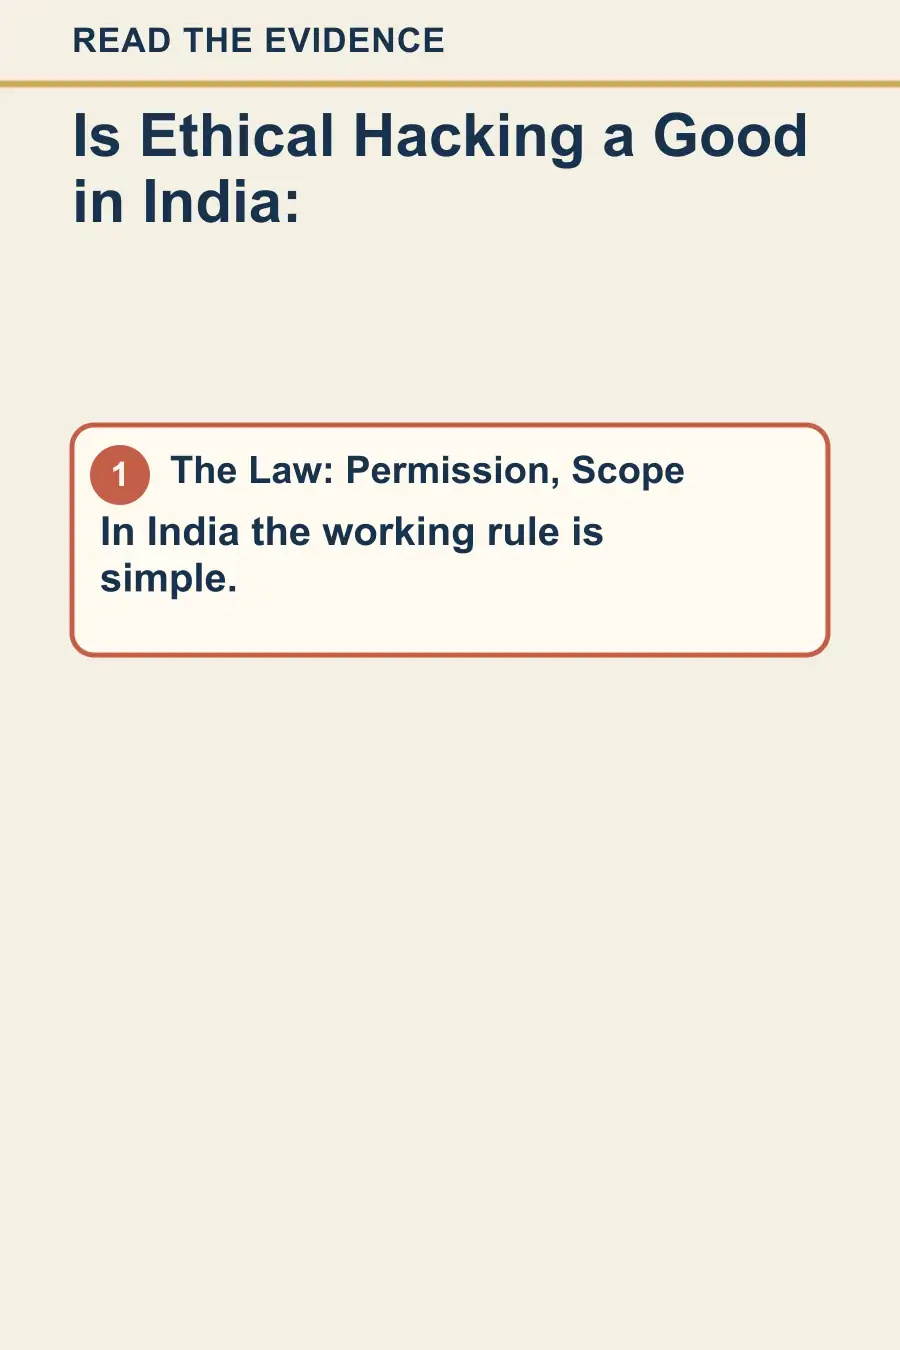 READ THE EVIDENCE
Is Ethical Hacking a Good
in India:
1 The Law: Permission, Scope
In India the working rule is
simple.